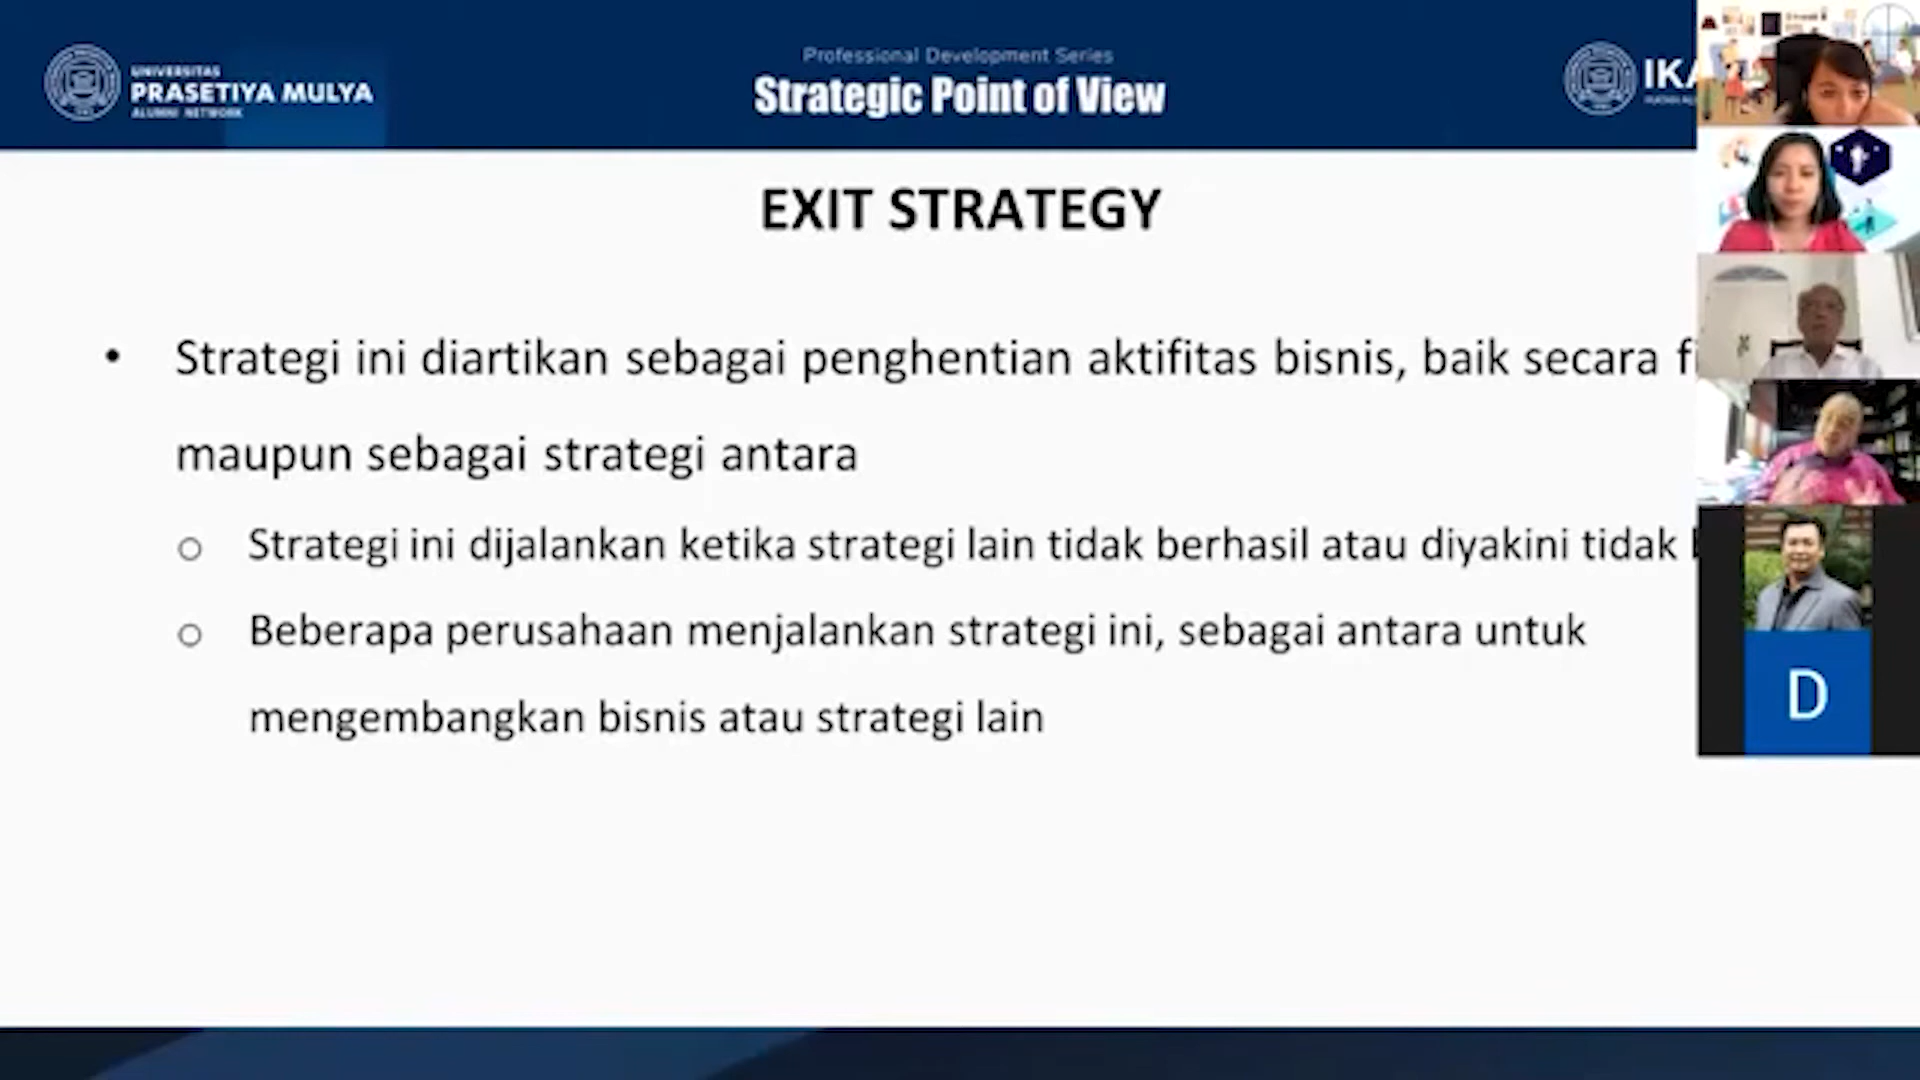 UNIVERSITAS
PRASETIYA MULYA
ALUMNI NETWORK
Professional Development Series
Strategic Point of View
EXIT STRATEGY
• Strategi ini diartikan sebagai penghentian aktifitas bisnis, baik secara
maupun sebagai strategi antara
o Strategi ini dijalankan ketika strategi lain tidak berhasil atau diyakini tidak
o Beberapa perusahaan menjalankan strategi ini, sebagai antara untuk
mengembangkan bisnis atau strategi lain
D